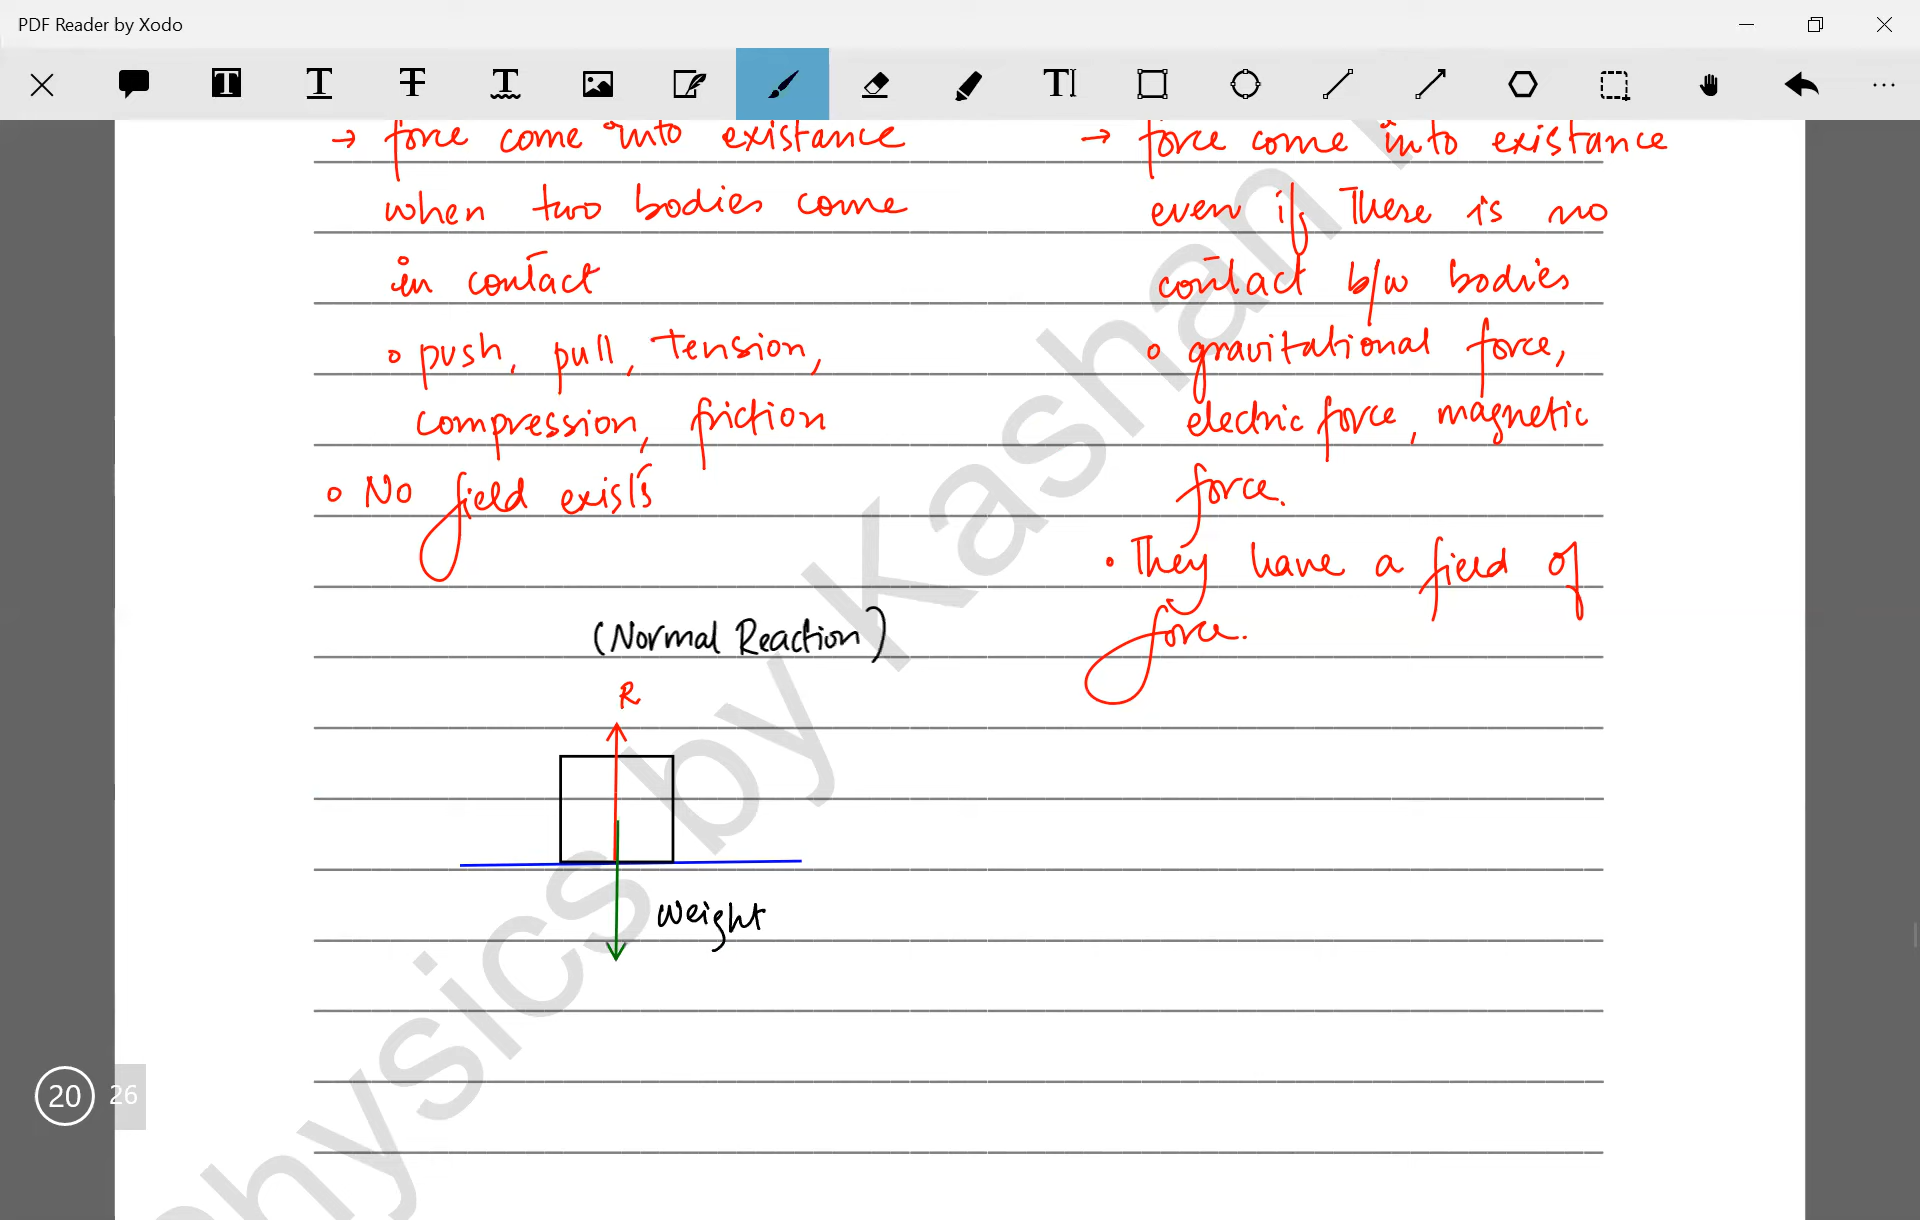 PDF Reader by Xodo
→ force come into existance
when two bodies come
in contact
∘ push, pull, tension,
compression, friction
∘ No field exists
→ force come into existance
even if There is no
contact b/w bodies
∘ gravitational force,
electric force, magnetic
force.
• They have a field of
force.
(Normal Reaction)
R
Weight
Physics by Kashan
20
26